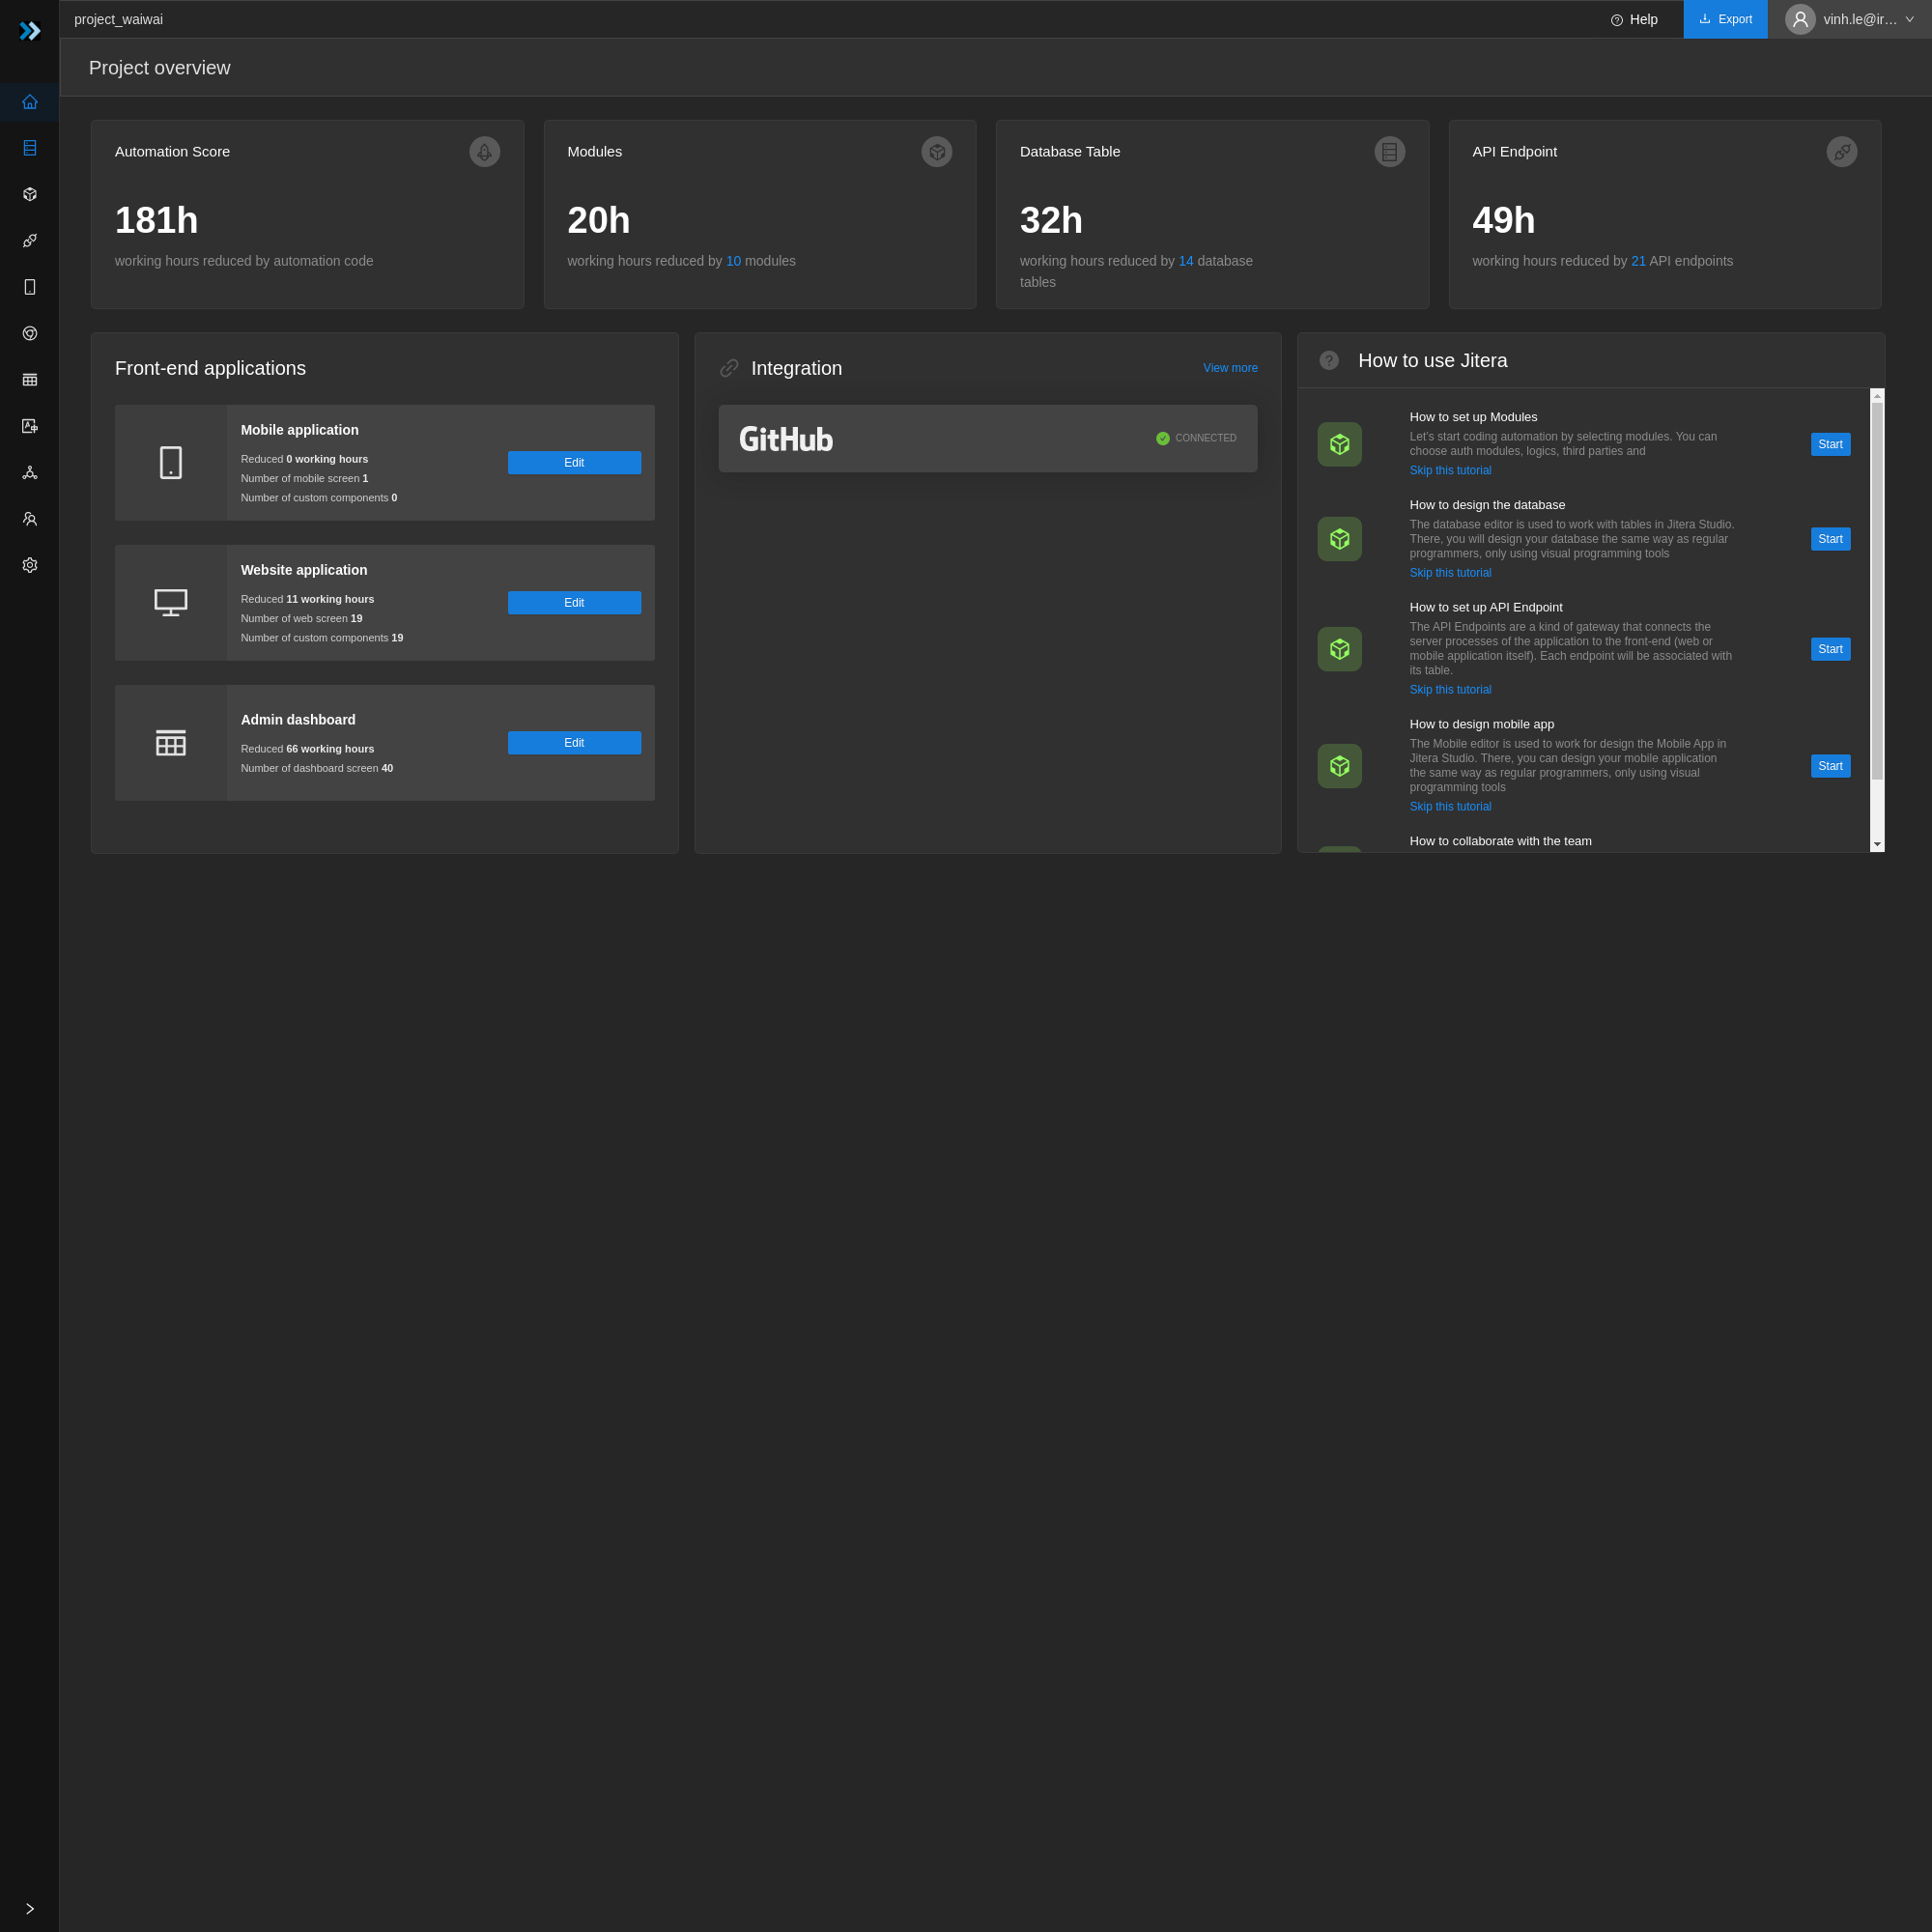 project_waiwai
Help
Export
vinh.le@ir…
Project overview
Automation Score
181h
working hours reduced by automation code
Modules
20h
working hours reduced by 10 modules
Database Table
32h
working hours reduced by 14 database
tables
API Endpoint
49h
working hours reduced by 21 API endpoints
Front-end applications
Mobile application
Reduced 0 working hours
Number of mobile screen 1
Number of custom components 0
Edit
Website application
Reduced 11 working hours
Number of web screen 19
Number of custom components 19
Edit
Admin dashboard
Reduced 66 working hours
Number of dashboard screen 40
Edit
Integration
View more
GitHub
CONNECTED
How to use Jitera
How to set up Modules
Let's start coding automation by selecting modules. You can
choose auth modules, logics, third parties and
Skip this tutorial
Start
How to design the database
The database editor is used to work with tables in Jitera Studio.
There, you will design your database the same way as regular
programmers, only using visual programming tools
Skip this tutorial
Start
How to set up API Endpoint
The API Endpoints are a kind of gateway that connects the
server processes of the application to the front-end (web or
mobile application itself). Each endpoint will be associated with
its table.
Skip this tutorial
Start
How to design mobile app
The Mobile editor is used to work for design the Mobile App in
Jitera Studio. There, you can design your mobile application
the same way as regular programmers, only using visual
programming tools
Skip this tutorial
Start
How to collaborate with the team